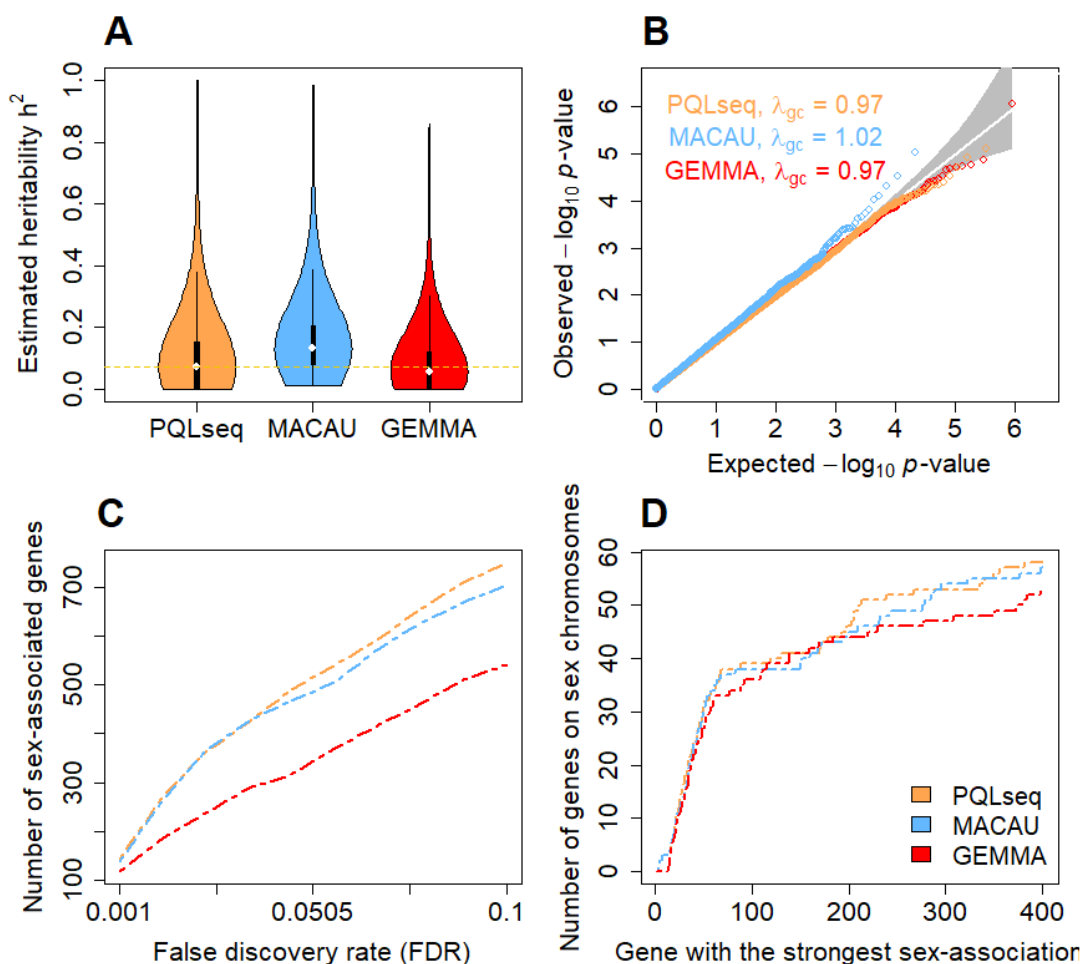 A
Estimated heritability h²
1.0
0.8
0.6
0.4
0.2
0.0
PQLseq MACAU GEMMA
B
Observed −log₁₀ p-value
6
5
4
3
2
1
0
PQLseq, λgc = 0.97
MACAU, λgc = 1.02
GEMMA, λgc = 0.97
0 1 2 3 4 5 6
Expected −log₁₀ p-value
C
Number of sex-associated genes
700
500
300
100
0.001 0.0505 0.1
False discovery rate (FDR)
D
Number of genes on sex chromosomes
60
50
40
30
20
10
0
PQLseq
MACAU
GEMMA
0 100 200 300 400
Gene with the strongest sex-association